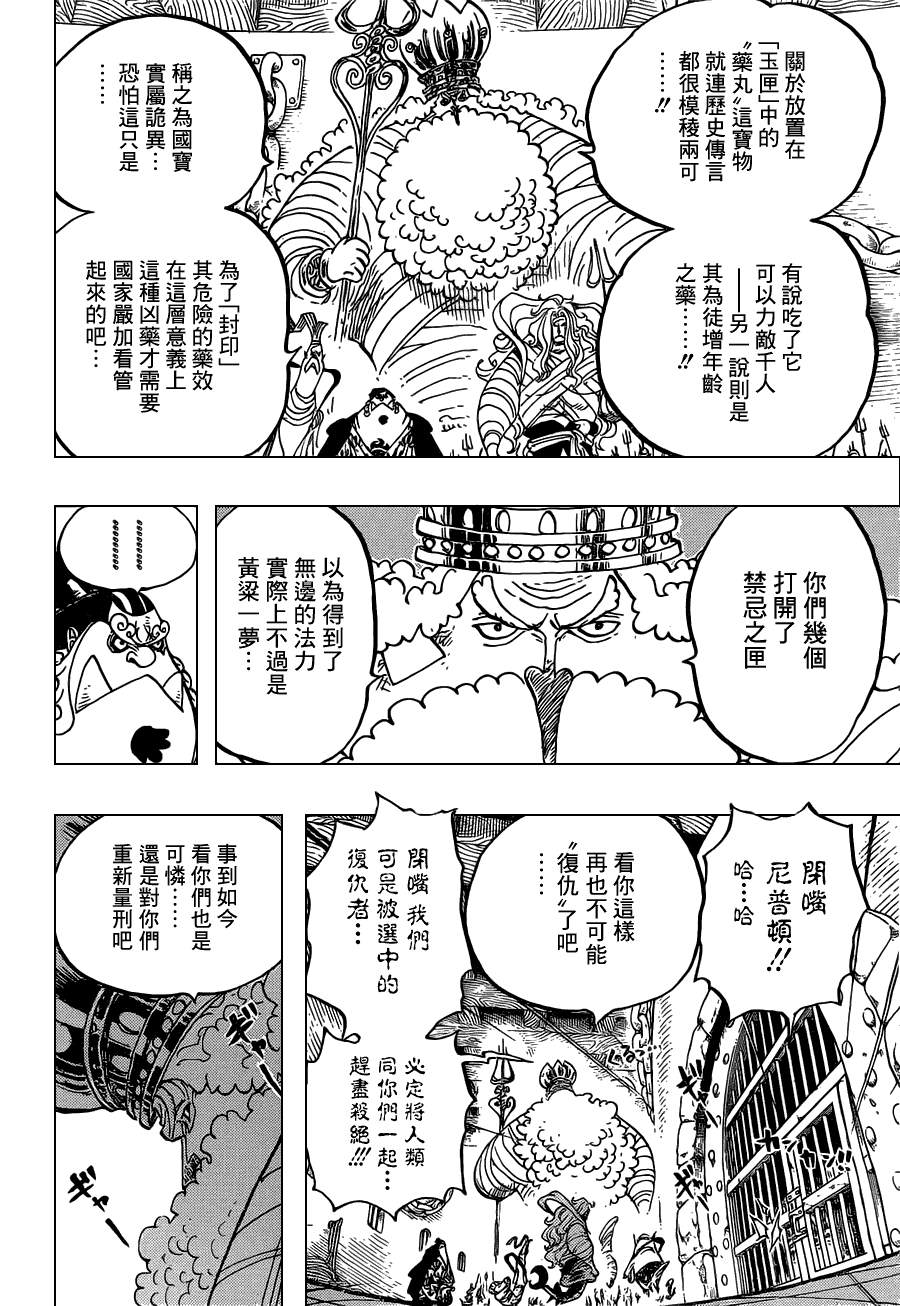 關於放置在
「玉匣」中的
〝藥丸〞這寶物
就連歷史傳言
都很模稜兩可
……!!
有說吃了它
可以力敵千人
——另一說則是
其為徒增年齡
之藥……!!
稱之為國寶
實屬詭異…
恐怕這只是
……
為了「封印」
其危險的藥效
在這層意義上
這種凶藥才需要
國家嚴加看管
起來的吧…
你們幾個
打開了
禁忌之匣
以為得到了
無邊的法力
實際上不過是
黃粱一夢…
…………
…………
閉嘴
尼普頓!!
哈…哈
看你這樣
再也不可能
〝復仇〞了吧
……
閉嘴我們
可是被選中的
復仇者…
必定將人類
同你們一起…
趕盡殺絕!!!
ガシャン
事到如今
看你們也是
可憐……
還是對你們
重新量刑吧
ギャー
ギャー